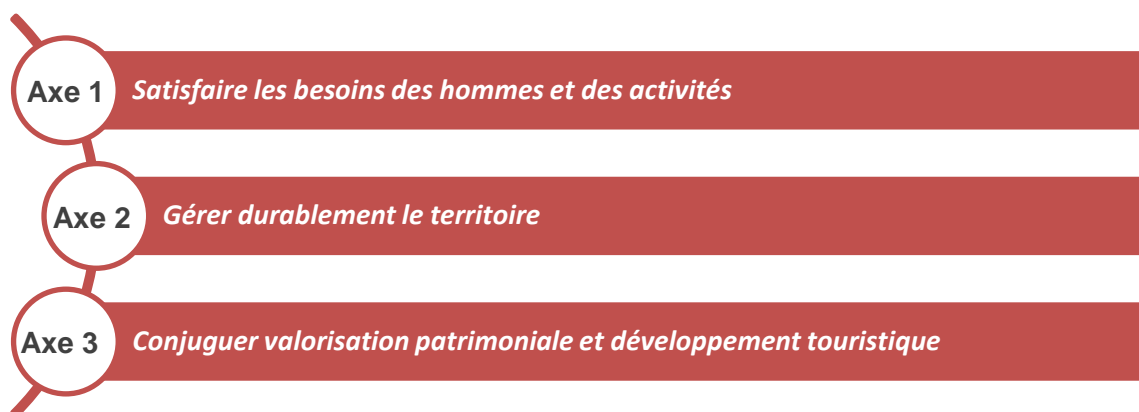 Axe 1 Satisfaire les besoins des hommes et des activités
Axe 2 Gérer durablement le territoire
Axe 3 Conjuguer valorisation patrimoniale et développement touristique